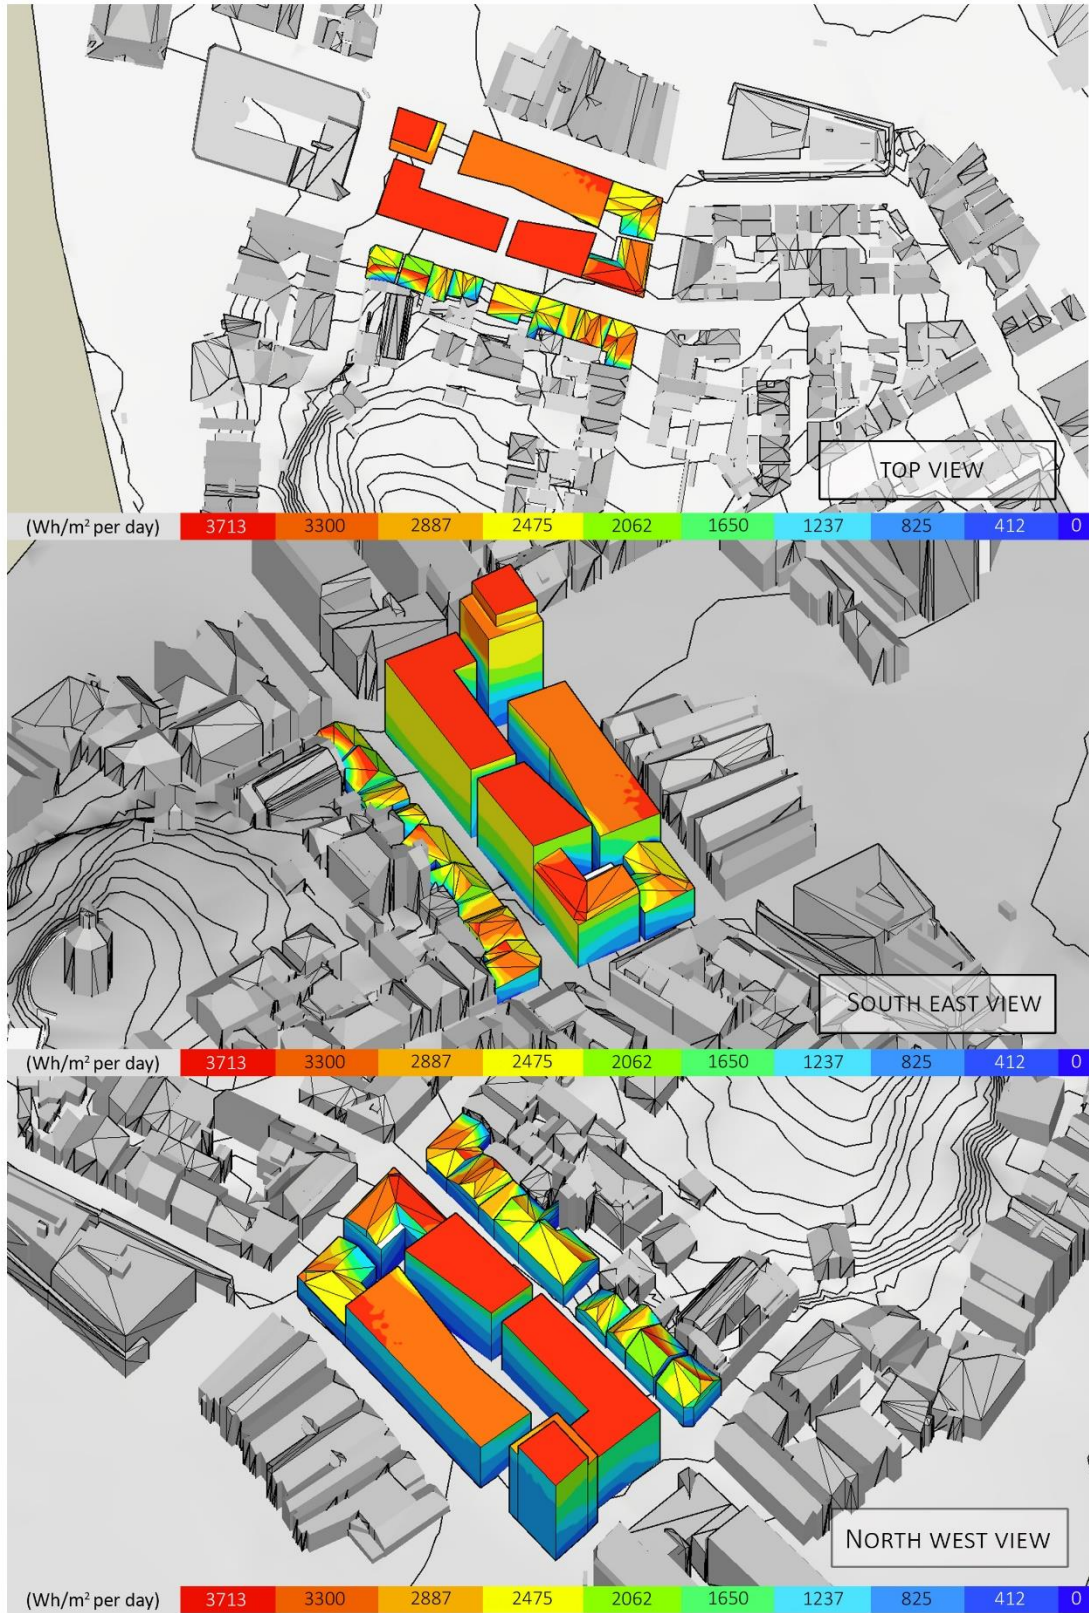 TOP VIEW
(Wh/m² per day) 3713 3300 2887 2475 2062 1650 1237 825 412 0
SOUTH EAST VIEW
(Wh/m² per day) 3713 3300 2887 2475 2062 1650 1237 825 412 0
NORTH WEST VIEW
(Wh/m² per day) 3713 3300 2887 2475 2062 1650 1237 825 412 0